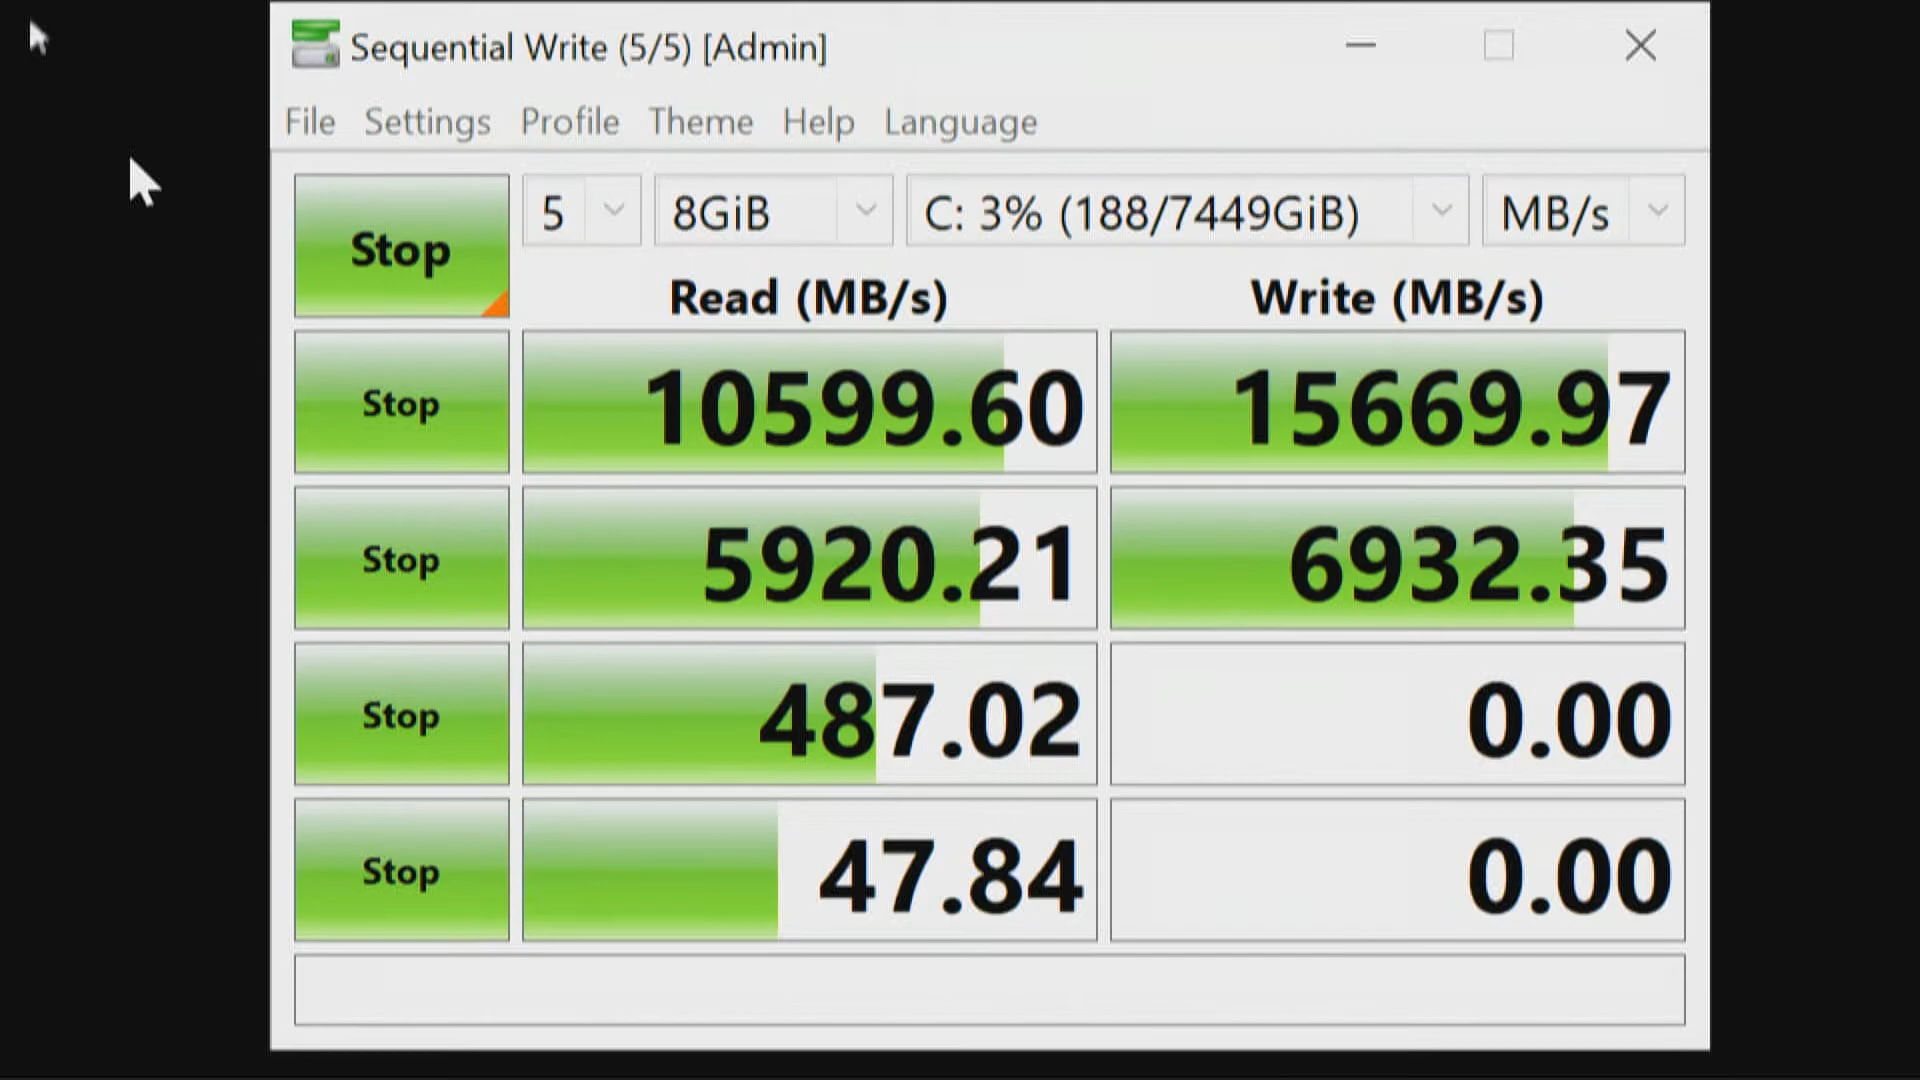 Sequential Write (5/5) [Admin]
File Settings Profile Theme Help Language
Stop 5 8GiB C: 3% (188/7449GiB) MB/s
Read (MB/s) Write (MB/s)
Stop 10599.60 15669.97
Stop 5920.21 6932.35
Stop 487.02 0.00
Stop 47.84 0.00